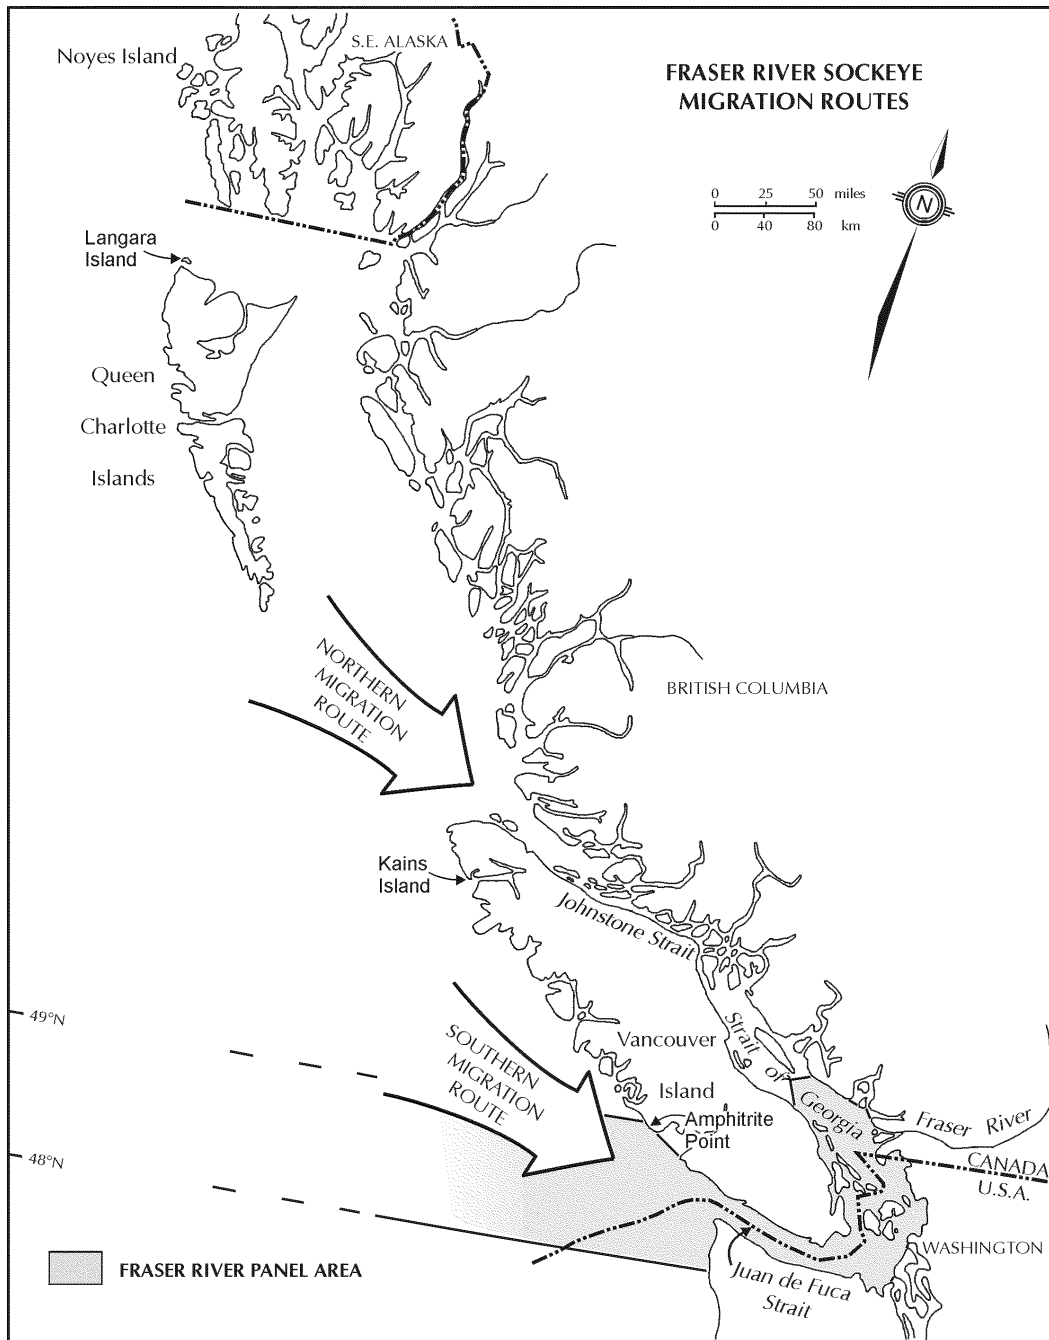 Noyes Island
S.E. ALASKA
FRASER RIVER SOCKEYE
MIGRATION ROUTES
N
0 25 50 miles
0 40 80 km
Langara
Island
Queen
Charlotte
Islands
NORTHERN
MIGRATION
ROUTE
BRITISH COLUMBIA
Kains
Island
Johnstone Strait
49°N
Strait of
Georgia
Vancouver
Island
SOUTHERN
MIGRATION
ROUTE
Amphitrite
Point
Fraser River
48°N
CANADA
U.S.A.
WASHINGTON
Juan de Fuca
Strait
FRASER RIVER PANEL AREA